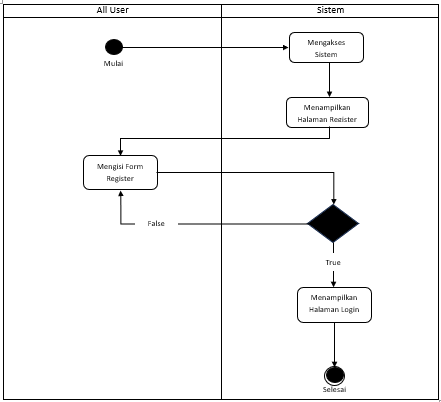 All User
Sistem
Mulai
Mengakses
Sistem
Menampilkan
Halaman Register
Mengisi Form
Register
False
True
Menampilkan
Halaman Login
Selesai